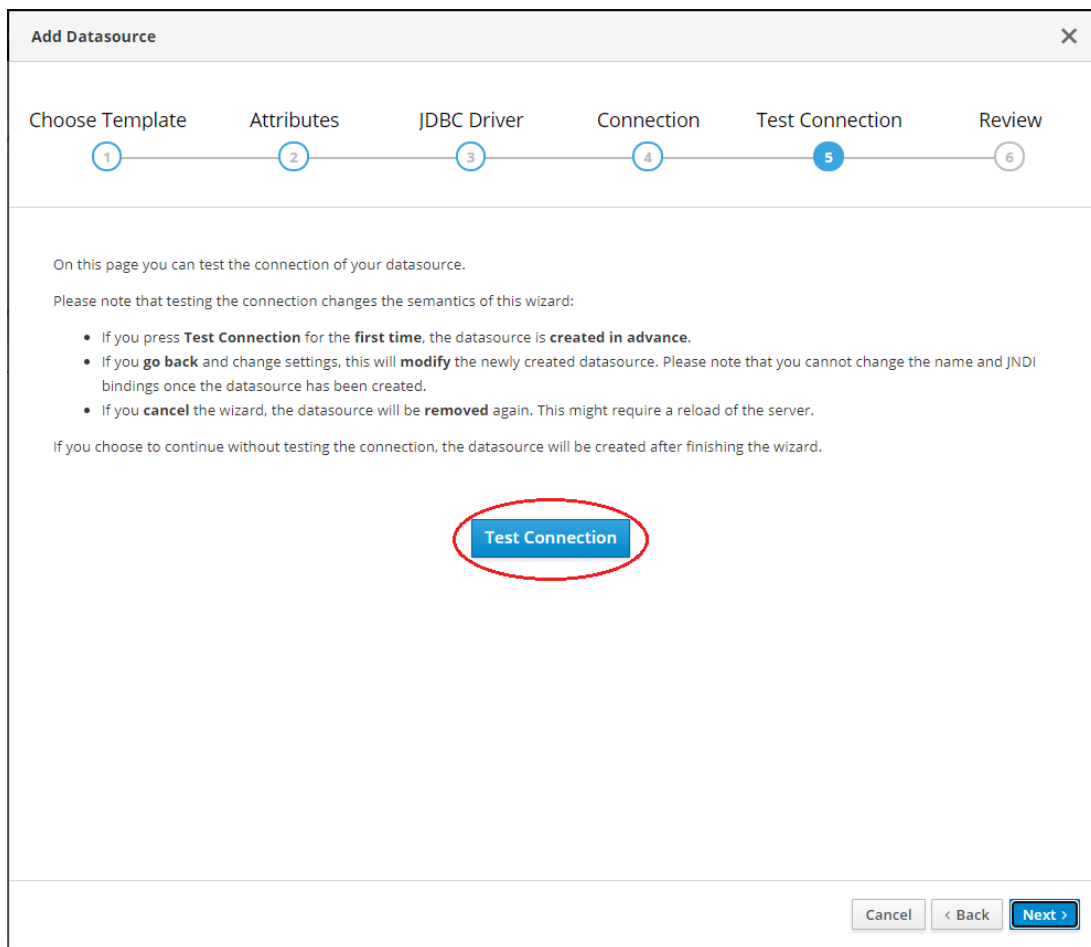 Add Datasource
Choose Template Attributes JDBC Driver Connection Test Connection Review
1 2 3 4 5 6
On this page you can test the connection of your datasource.
Please note that testing the connection changes the semantics of this wizard:
If you press Test Connection for the first time, the datasource is created in advance.
If you go back and change settings, this will modify the newly created datasource. Please note that you cannot change the name and JNDI
bindings once the datasource has been created.
If you cancel the wizard, the datasource will be removed again. This might require a reload of the server.
If you choose to continue without testing the connection, the datasource will be created after finishing the wizard.
Test Connection
Cancel < Back Next >